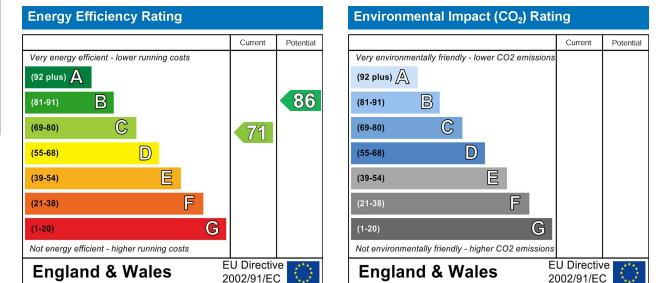 Energy Efficiency Rating
Current Potential
Very energy efficient - lower running costs
(92 plus) A
(81-91) B
86
(69-80) C
71
(55-68) D
(39-54) E
(21-38) F
(1-20) G
Not energy efficient - higher running costs
England & Wales
EU Directive
2002/91/EC
Environmental Impact (CO₂) Rating
Current Potential
Very environmentally friendly - lower CO2 emissions
(92 plus) A
(81-91) B
(69-80) C
(55-68) D
(39-54) E
(21-38) F
(1-20) G
Not environmentally friendly - higher CO2 emissions
England & Wales
EU Directive
2002/91/EC